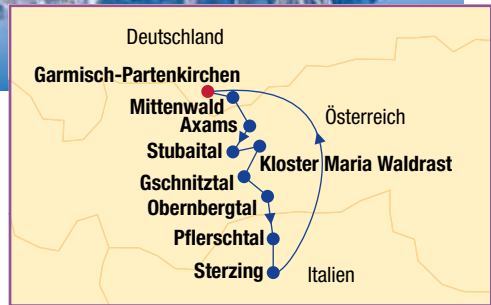 Deutschland
Garmisch-Partenkirchen
Mittenwald
Axams
Österreich
Stubaital
Kloster Maria Waldrast
Gschnitztal
Obernbergtal
Pflerschtal
Sterzing
Italien